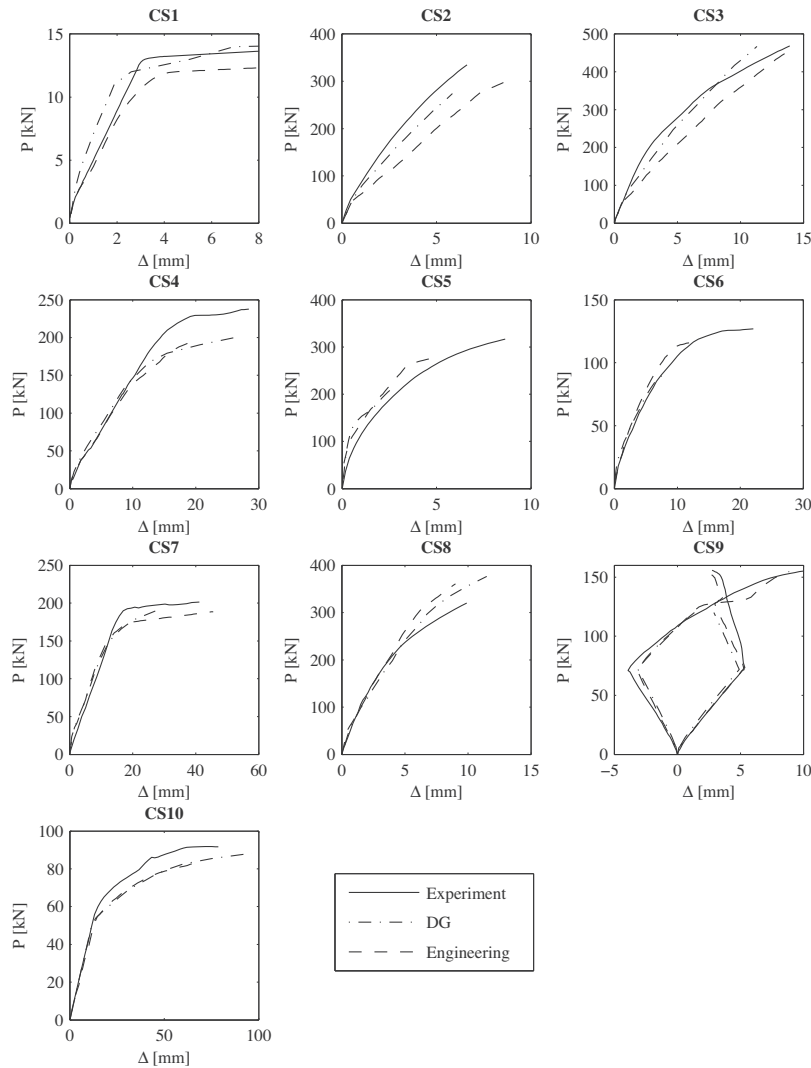 CS1
CS2
CS3
15
10
5
0
P [kN]
0 2 4 6 8
Δ [mm]
400
300
200
100
0
P [kN]
0 5 10
Δ [mm]
500
400
300
200
100
0
P [kN]
0 5 10 15
Δ [mm]
CS4
CS5
CS6
250
200
150
100
50
0
P [kN]
0 10 20 30
Δ [mm]
400
300
200
100
0
P [kN]
0 5 10
Δ [mm]
150
100
50
0
P [kN]
0 10 20 30
Δ [mm]
CS7
CS8
CS9
250
200
150
100
50
0
P [kN]
0 20 40 60
Δ [mm]
400
300
200
100
0
P [kN]
0 5 10 15
Δ [mm]
150
100
50
0
P [kN]
−5 0 5 10
Δ [mm]
CS10
100
80
60
40
20
0
P [kN]
0 50 100
Δ [mm]
Experiment
DG
Engineering